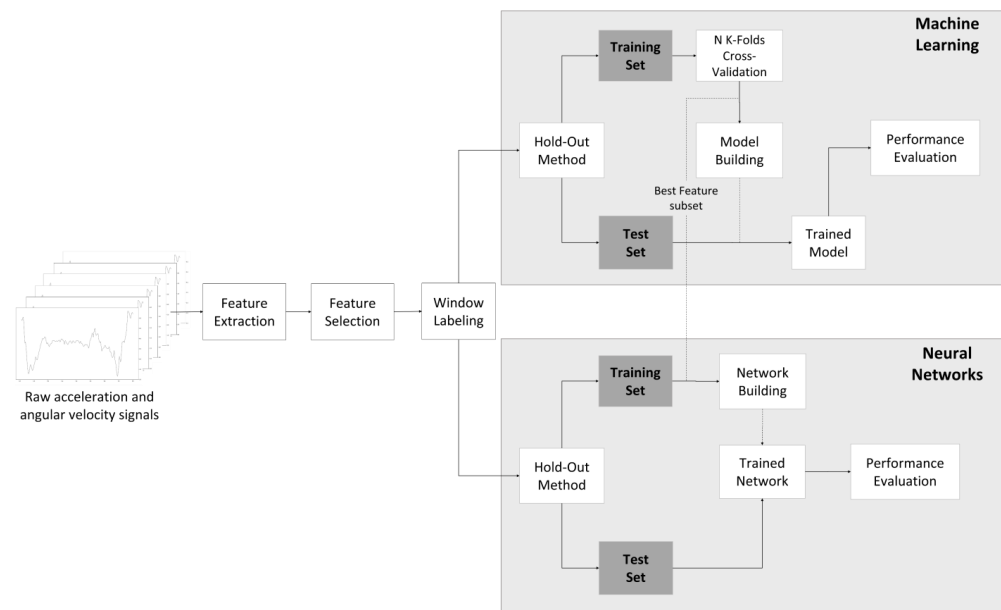 Machine
Learning
Training
Set
N K-Folds
Cross-
Validation
Hold-Out
Method
Model
Building
Performance
Evaluation
Best Feature
subset
Test
Set
Trained
Model
Raw acceleration and
angular velocity signals
Feature
Extraction
Feature
Selection
Window
Labeling
Neural
Networks
Training
Set
Network
Building
Hold-Out
Method
Trained
Network
Performance
Evaluation
Test
Set